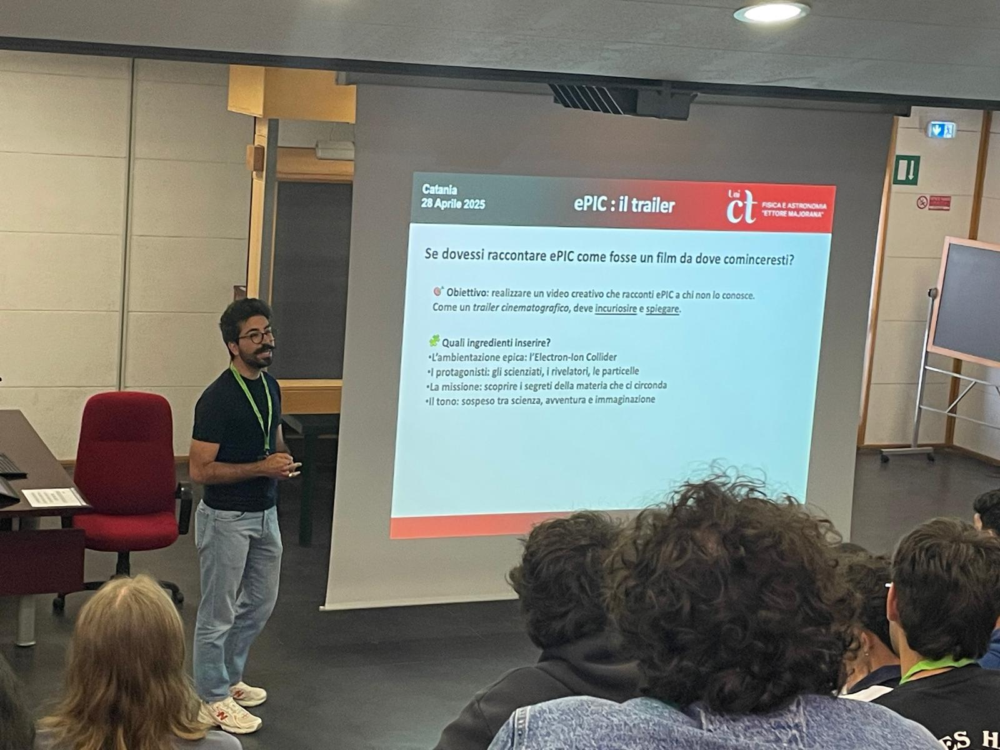 Catania
28 Aprile 2025
ePIC : il trailer
Uni
ct
FISICA E ASTRONOMIA
"ETTORE MAJORANA"
Se dovessi raccontare ePIC come fosse un film da dove cominceresti?
Obiettivo: realizzare un video creativo che racconti ePIC a chi non lo conosce.
Come un trailer cinematografico, deve incuriosire e spiegare.
Quali ingredienti inserire?
•L'ambientazione epica: l'Electron-Ion Collider
•I protagonisti: gli scienziati, i rivelatori, le particelle
•La missione: scoprire i segreti della materia che ci circonda
•Il tono: sospeso tra scienza, avventura e immaginazione